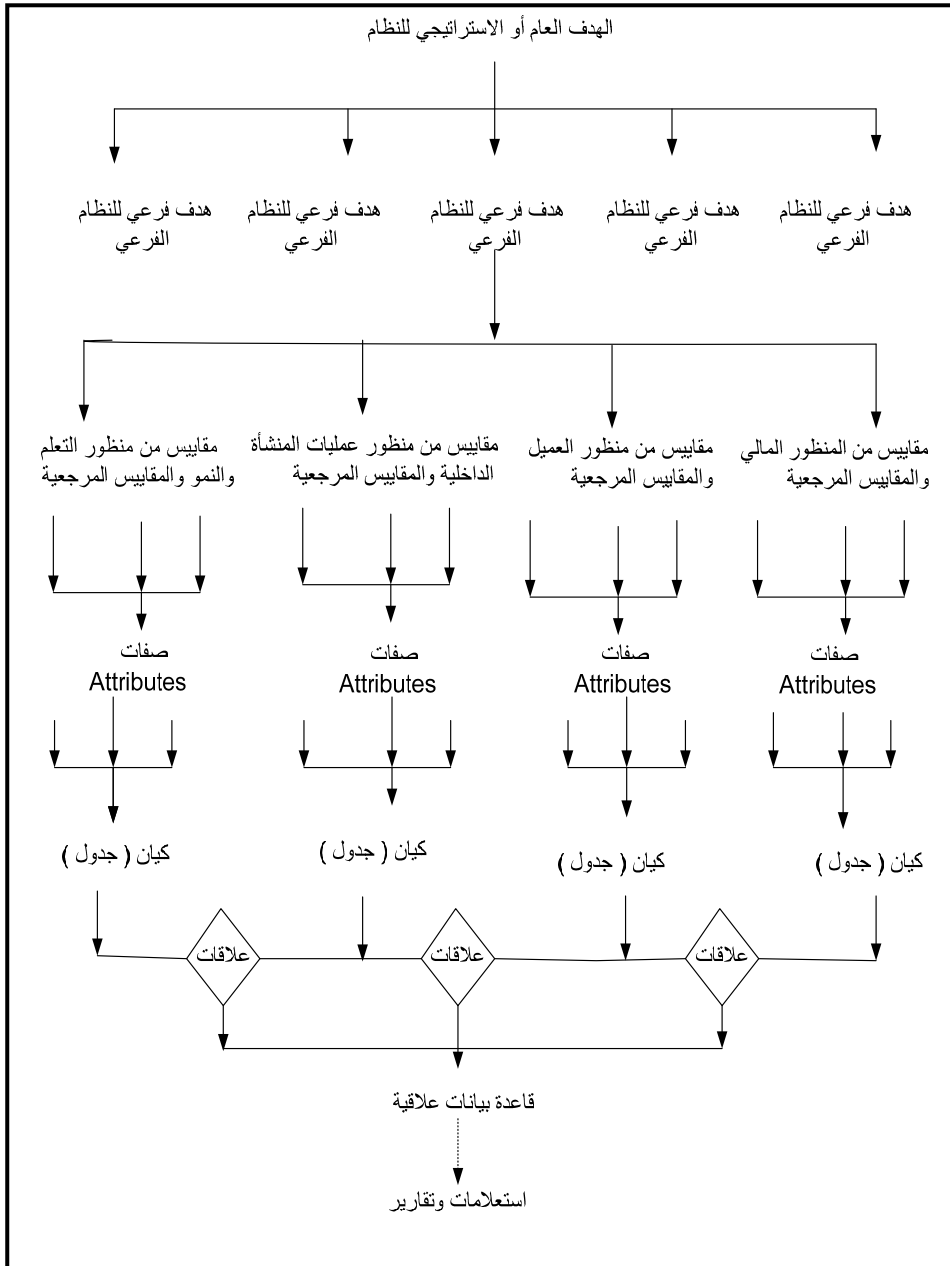 الهدف العام أو الاستراتيجي للنظام
هدف فرعي للنظام
الفرعي
هدف فرعي للنظام
الفرعي
هدف فرعي للنظام
الفرعي
هدف فرعي للنظام
الفرعي
هدف فرعي للنظام
الفرعي
مقاييس من المنظور المالي
والمقاييس المرجعية
مقاييس من منظور العميل
والمقاييس المرجعية
مقاييس من منظور عمليات المنشأة
الداخلية والمقاييس المرجعية
مقاييس من منظور التعلم
والنمو والمقاييس المرجعية
صفات
Attributes
صفات
Attributes
صفات
Attributes
صفات
Attributes
كيان ( جدول )
كيان ( جدول )
كيان ( جدول )
كيان ( جدول )
علاقات
علاقات
علاقات
قاعدة بيانات علاقية
استعلامات وتقارير